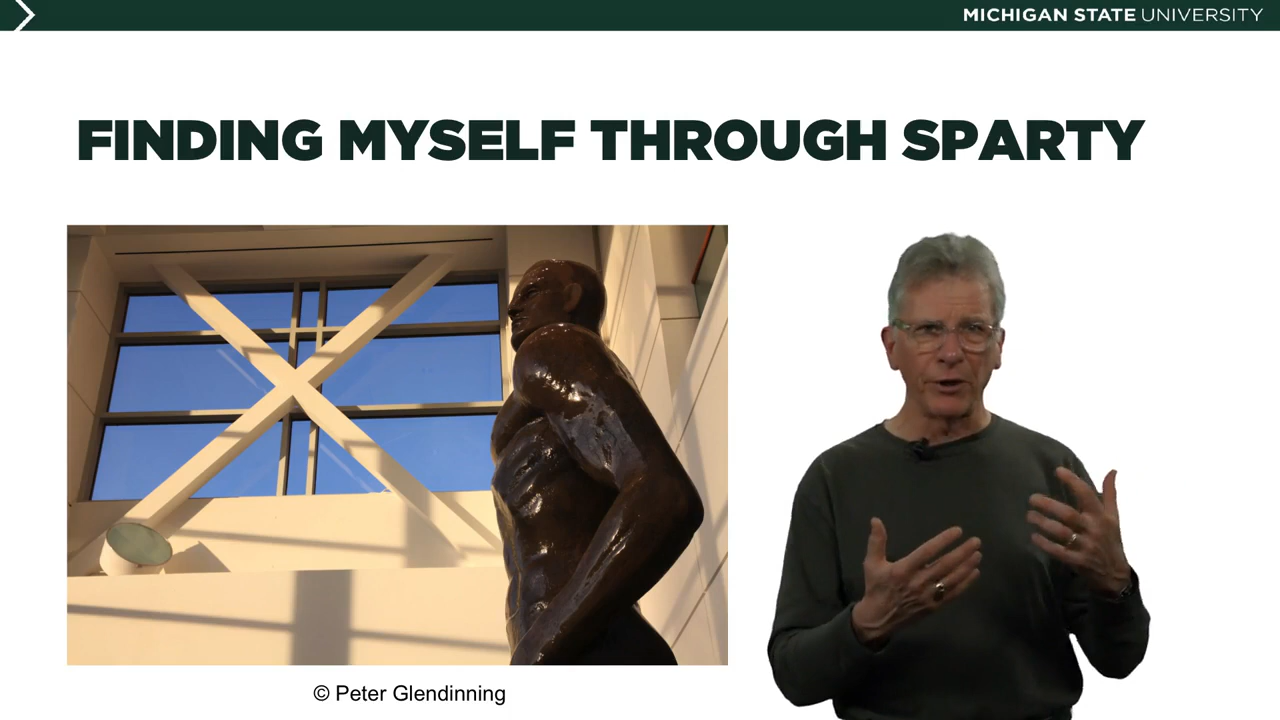 MICHIGAN STATE UNIVERSITY
FINDING MYSELF THROUGH SPARTY
© Peter Glendinning